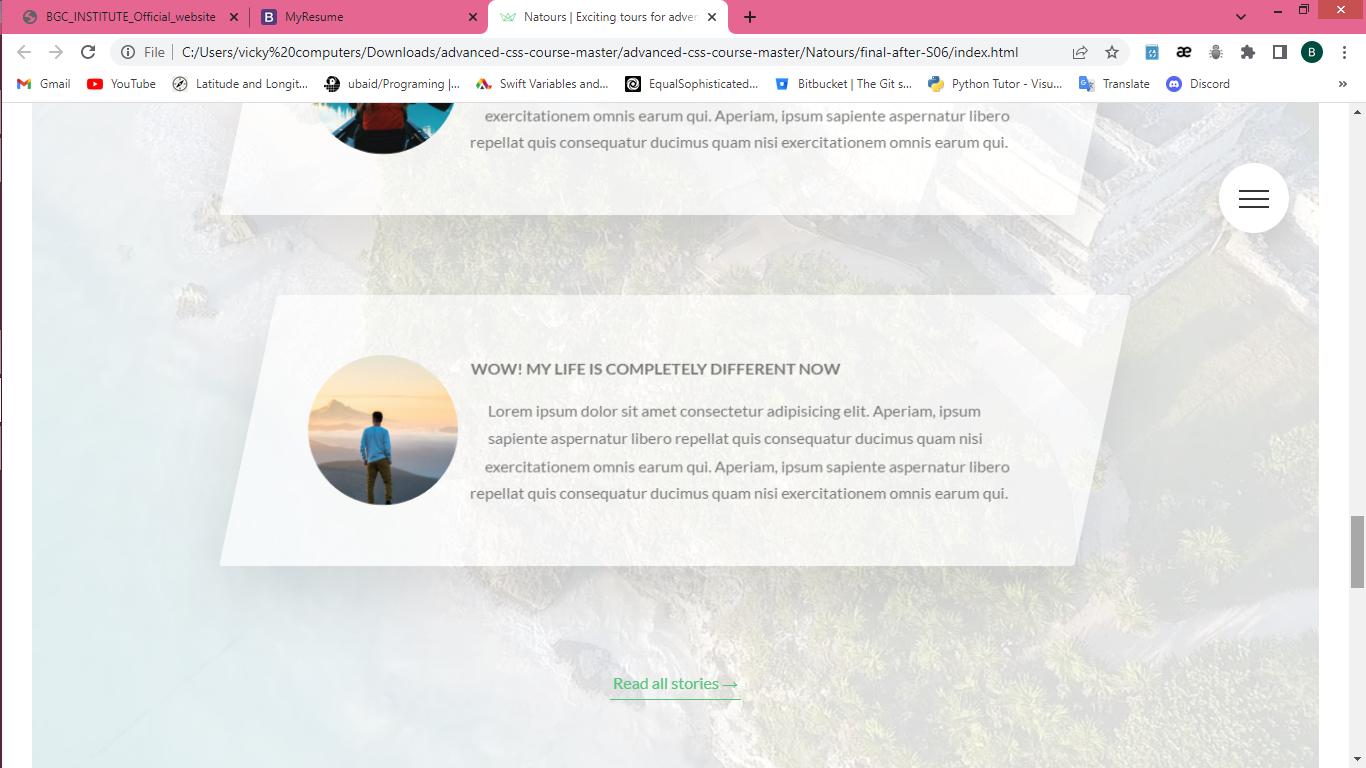 BGC_INSTITUTE_Official_website
MyResume
Natours | Exciting tours for adver
File
C:/Users/vicky%20computers/Downloads/advanced-css-course-master/advanced-css-course-master/Natours/final-after-S06/index.html
æ
B
Gmail
YouTube
Latitude and Longit...
ubaid/Programing |...
Swift Variables and...
EqualSophisticated...
Bitbucket | The Git s...
Python Tutor - Visu...
Translate
Discord
»
exercitationem omnis earum qui. Aperiam, ipsum sapiente aspernatur libero
repellat quis consequatur ducimus quam nisi exercitationem omnis earum qui.
WOW! MY LIFE IS COMPLETELY DIFFERENT NOW
Lorem ipsum dolor sit amet consectetur adipisicing elit. Aperiam, ipsum
sapiente aspernatur libero repellat quis consequatur ducimus quam nisi
exercitationem omnis earum qui. Aperiam, ipsum sapiente aspernatur libero
repellat quis consequatur ducimus quam nisi exercitationem omnis earum qui.
Read all stories →